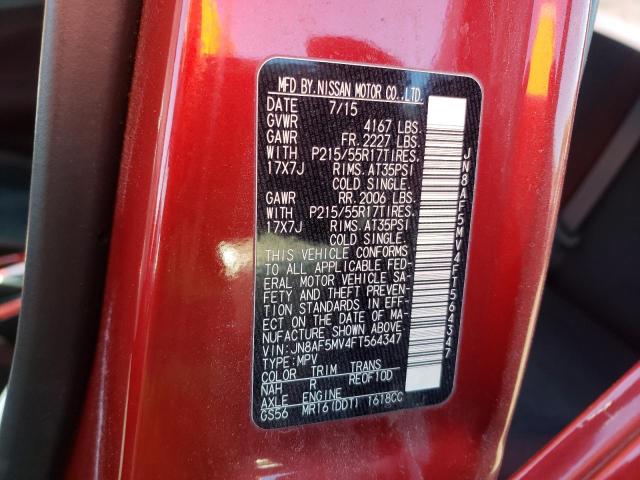 MFD BY NISSAN MOTOR CO.,LTD.
DATE 7/15
GVWR 4167 LBS.
GAWR FR. 2227 LBS.
WITH P215/55R17TIRES.
17X7J RIMS. AT35PSI
COLD SINGLE.
GAWR RR. 2006 LBS.
WITH P215/55R17TIRES.
17X7J RIMS. AT35PSI
COLD SINGLE.
THIS VEHICLE CONFORMS
TO ALL APPLICABLE FED-
ERAL MOTOR VEHICLE SA-
FETY AND THEFT PREVEN-
TION STANDARDS IN EFF-
ECT ON THE DATE OF MA-
NUFACTURE SHOWN ABOVE.
VIN:JN8AF5MV4FT564347
TYPE:MPV
COLOR TRIM TRANS
NAH R REOF10D
AXLE ENGINE
GS56 MR16(DDT) 1618CC
JN8AF5MV4FT564347